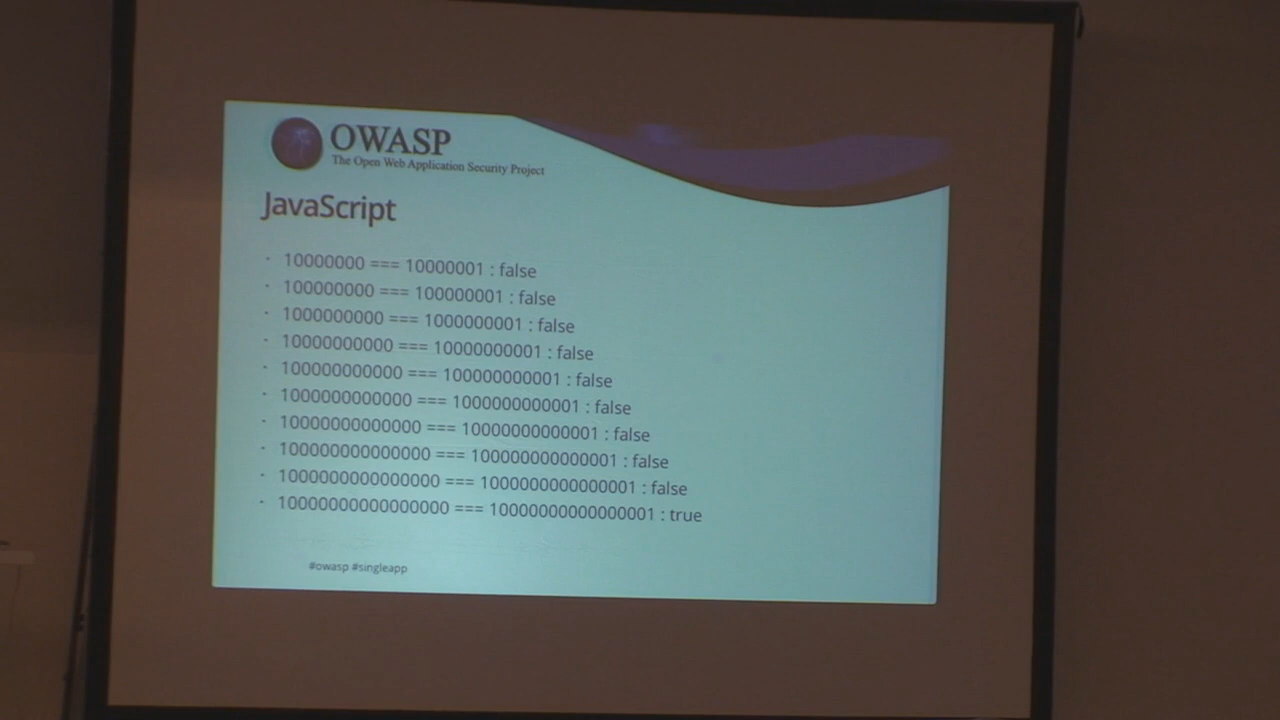 OWASP
The Open Web Application Security Project
JavaScript
· 10000000 === 10000001 : false
· 100000000 === 100000001 : false
· 1000000000 === 1000000001 : false
· 10000000000 === 10000000001 : false
· 100000000000 === 100000000001 : false
· 1000000000000 === 1000000000001 : false
· 10000000000000 === 10000000000001 : false
· 100000000000000 === 100000000000001 : false
· 1000000000000000 === 1000000000000001 : false
· 10000000000000000 === 10000000000000001 : true
#owasp #singleapp